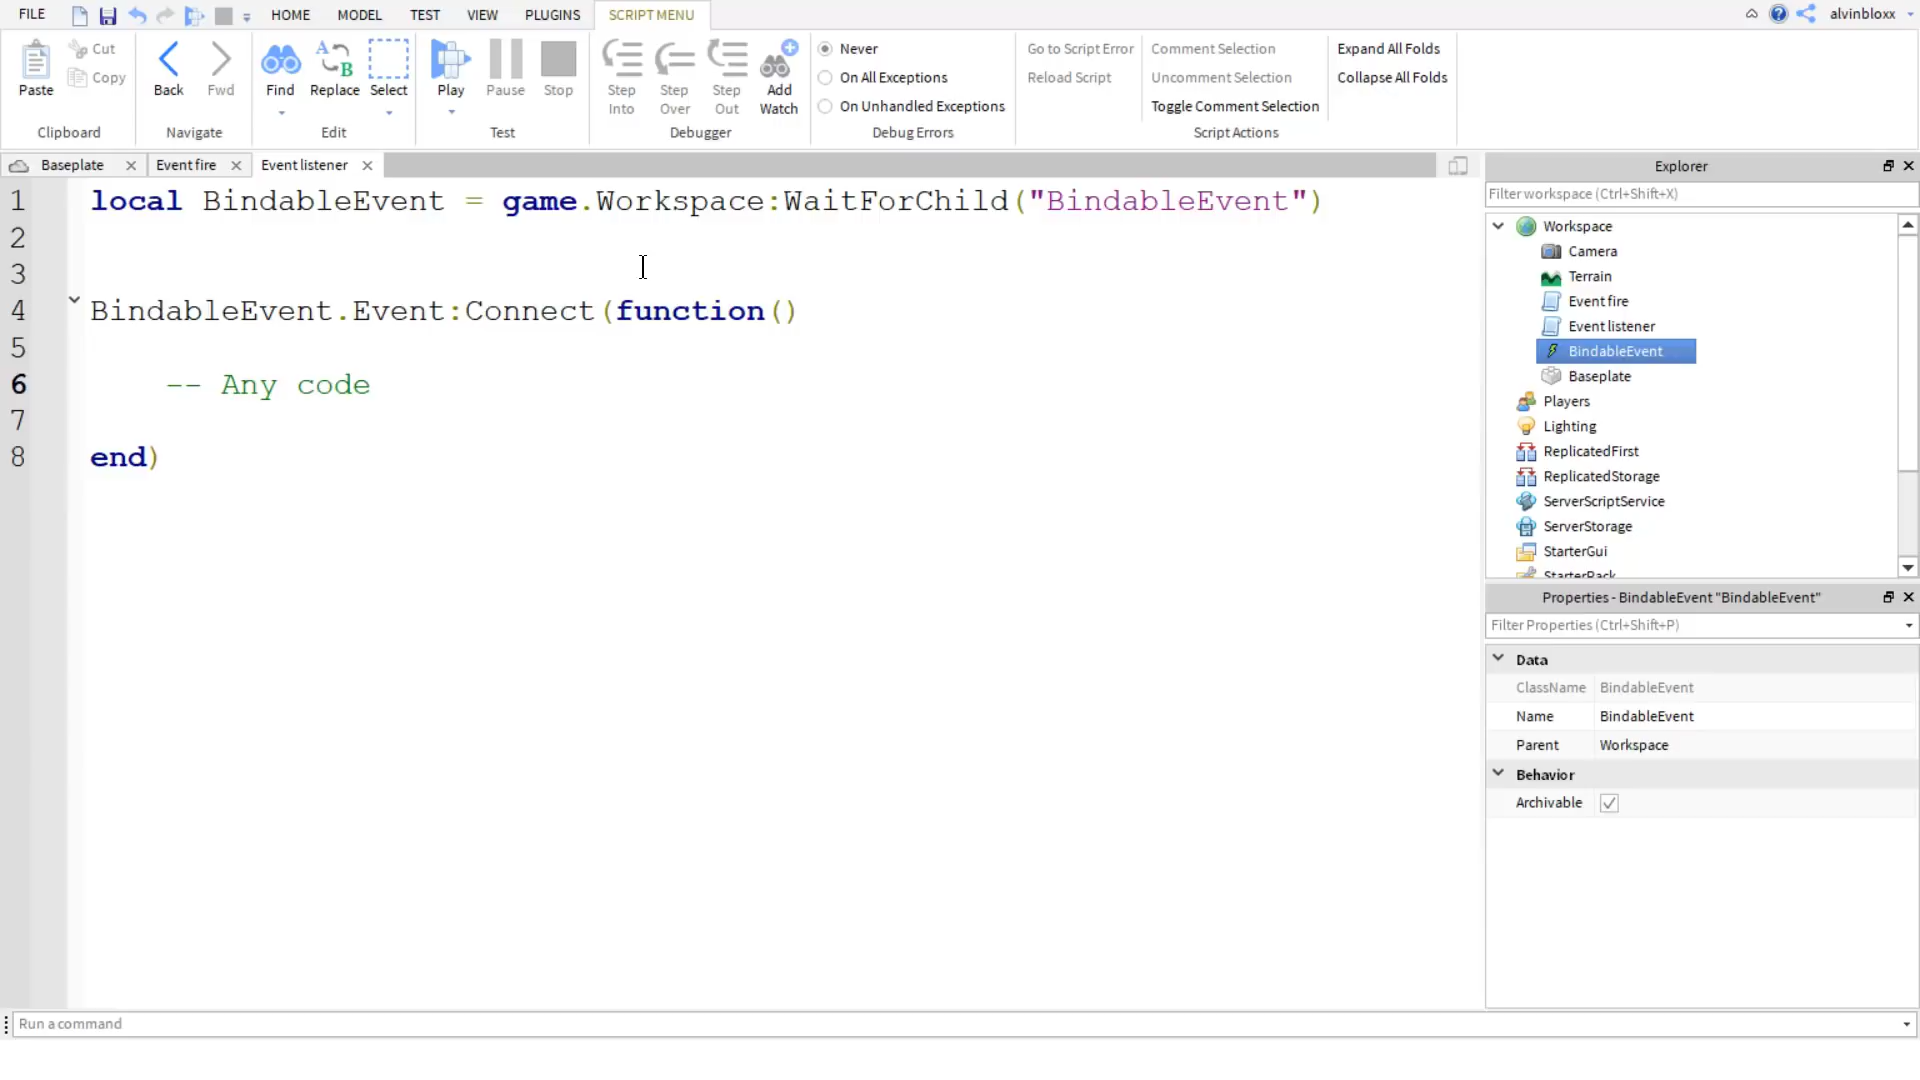 FILE
HOME
MODEL
TEST
VIEW
PLUGINS
SCRIPT MENU
alvinbloxx
Paste
Cut
Copy
Clipboard
Back
Fwd
Navigate
Find
Replace
Select
Edit
Play
Pause
Stop
Test
Step Into
Step Over
Step Out
Add Watch
Debugger
Never
On All Exceptions
On Unhandled Exceptions
Debug Errors
Go to Script Error
Reload Script
Comment Selection
Uncomment Selection
Toggle Comment Selection
Script Actions
Expand All Folds
Collapse All Folds
Baseplate
Event fire
Event listener
1 local BindableEvent = game.Workspace:WaitForChild("BindableEvent")
2
3
4 BindableEvent.Event:Connect(function()
5
6 -- Any code
7
8 end)
Explorer
Filter workspace (Ctrl+Shift+X)
Workspace
Camera
Terrain
Event fire
Event listener
BindableEvent
Baseplate
Players
Lighting
ReplicatedFirst
ReplicatedStorage
ServerScriptService
ServerStorage
StarterGui
StarterPack
Properties - BindableEvent "BindableEvent"
Filter Properties (Ctrl+Shift+P)
Data
ClassName BindableEvent
Name BindableEvent
Parent Workspace
Behavior
Archivable
Run a command